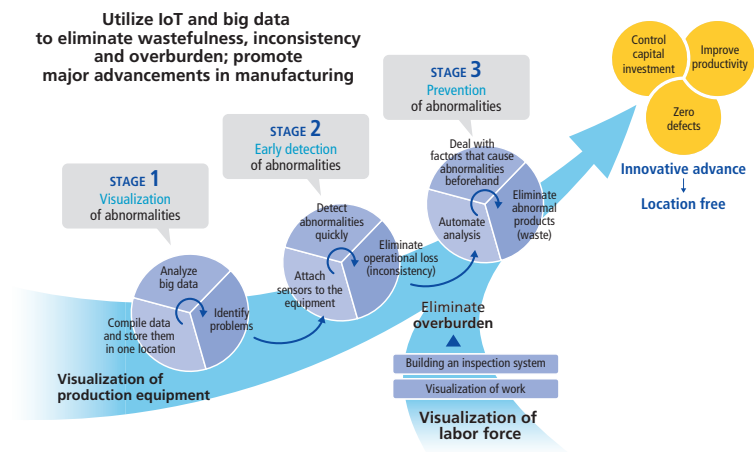 Utilize IoT and big data
to eliminate wastefulness, inconsistency
and overburden; promote
major advancements in manufacturing
STAGE 1
Visualization
of abnormalities
STAGE 2
Early detection
of abnormalities
STAGE 3
Prevention
of abnormalities
Control
capital
investment
Improve
productivity
Zero
defects
Innovative advance
↓
Location free
Analyze
big data
Identify
problems
Compile data
and store them
in one location
Detect
abnormalities
quickly
Eliminate
operational loss
(inconsistency)
Attach
sensors to the
equipment
Deal with
factors that cause
abnormalities
beforehand
Eliminate
abnormal
products
(waste)
Automate
analysis
Visualization of
production equipment
Eliminate
overburden
Building an inspection system
Visualization of work
Visualization of
labor force